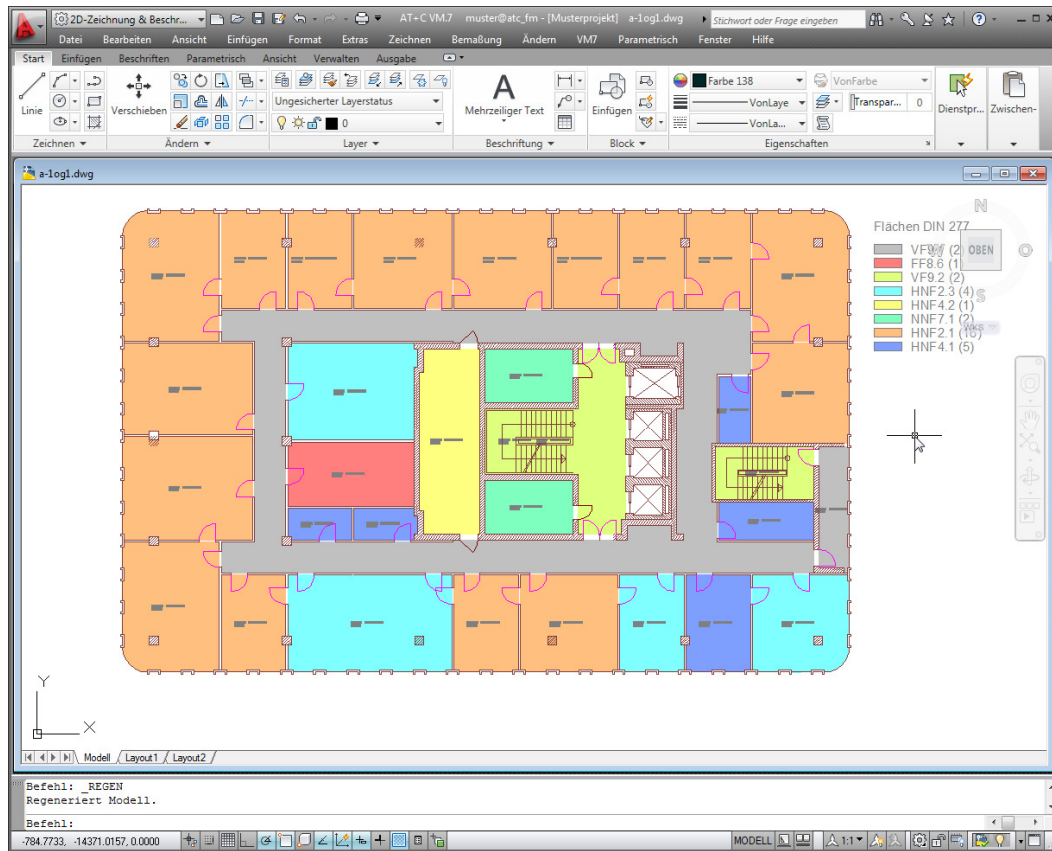 2D-Zeichnung & Beschr...
AT+C VM.7 muster@atc_fm - [Musterprojekt] a-1og1.dwg
Stichwort oder Frage eingeben
Datei Bearbeiten Ansicht Einfügen Format Extras Zeichnen Bemaßung Ändern VM7 Parametrisch Fenster Hilfe
Start Einfügen Beschriften Parametrisch Ansicht Verwalten Ausgabe
Linie
Verschieben
Ungesicherter Layerstatus
0
Mehrzeiliger Text
Einfügen
Farbe 138
VonLaye
VonLa...
VonFarbe
Transpar... 0
Dienstpr...
Zwischen-
Zeichnen Ändern Layer Beschriftung Block Eigenschaften
a-1og1.dwg
N
Flächen DIN 277
OBEN
FF8.6 (1)
VF9.2 (2)
HNF2.3 (4)
S
HNF4.2 (1)
NNF7.1 (2)
WKS
HNF2.1 (16)
HNF4.1 (5)
Y
X
Modell Layout1 Layout2
Befehl: _REGEN
Regeneriert Modell.
Befehl:
-784.7733, -14371.0157, 0.0000
MODELL
1:1